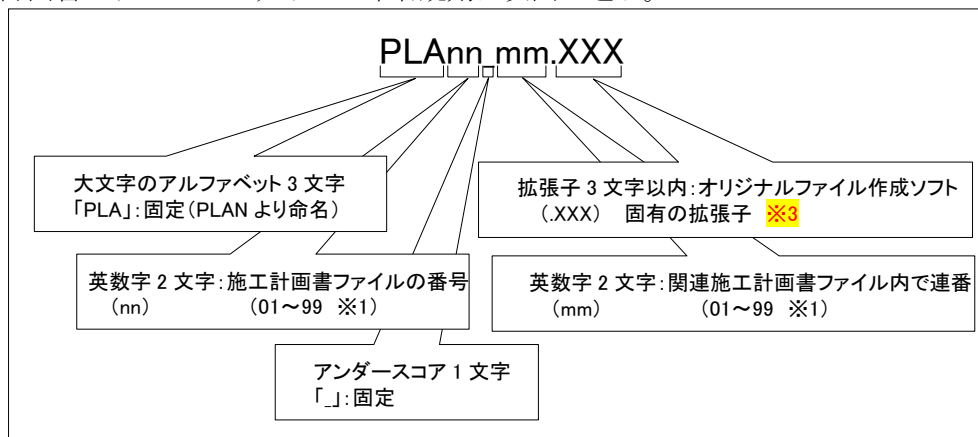 PLAnn_mm.XXX
大文字のアルファベット 3 文字
「PLA」:固定(PLAN より命名)
拡張子 3 文字以内:オリジナルファイル作成ソフト
(.XXX) 固有の拡張子 ※3
英数字 2 文字:施工計画書ファイルの番号
(nn) (01～99 ※1)
英数字 2 文字:関連施工計画書ファイル内で連番
(mm) (01～99 ※1)
アンダースコア 1 文字
「_」:固定